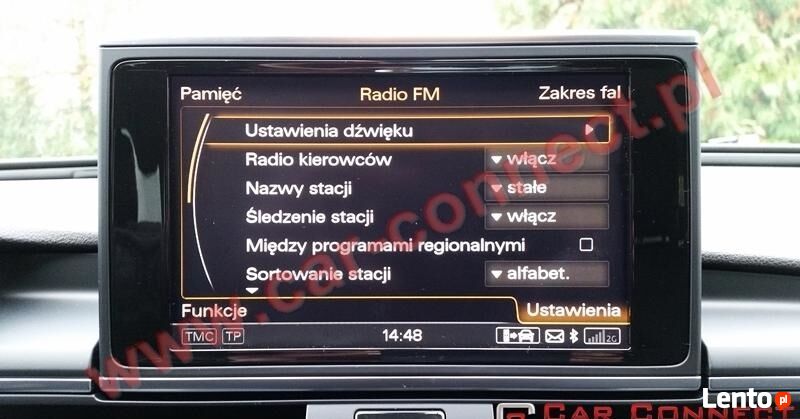 Pamięć Radio FM Zakres fal
Ustawienia dźwięku
Radio kierowców włącz
Nazwy stacji stałe
Śledzenie stacji włącz
Między programami regionalnymi
Sortowanie stacji alfabet.
Funkcje Ustawienia
TMC TP 14:48 2G
www.car-connect.pl
CAR CONNECT
Lento.pl